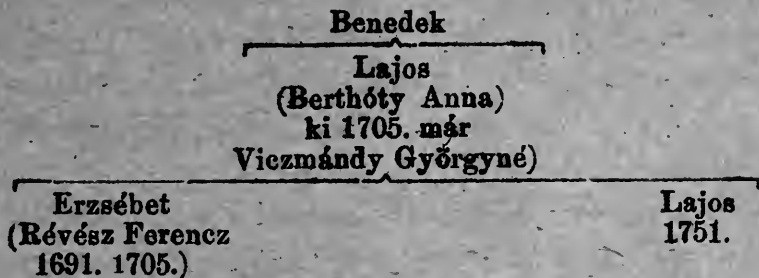 Benedek
Lajos
(Berthóty Anna)
ki 1705. már
Viczmándy Györgyné)
Erzsébet
(Révész Ferencz
1691. 1705.)
Lajos
1751.